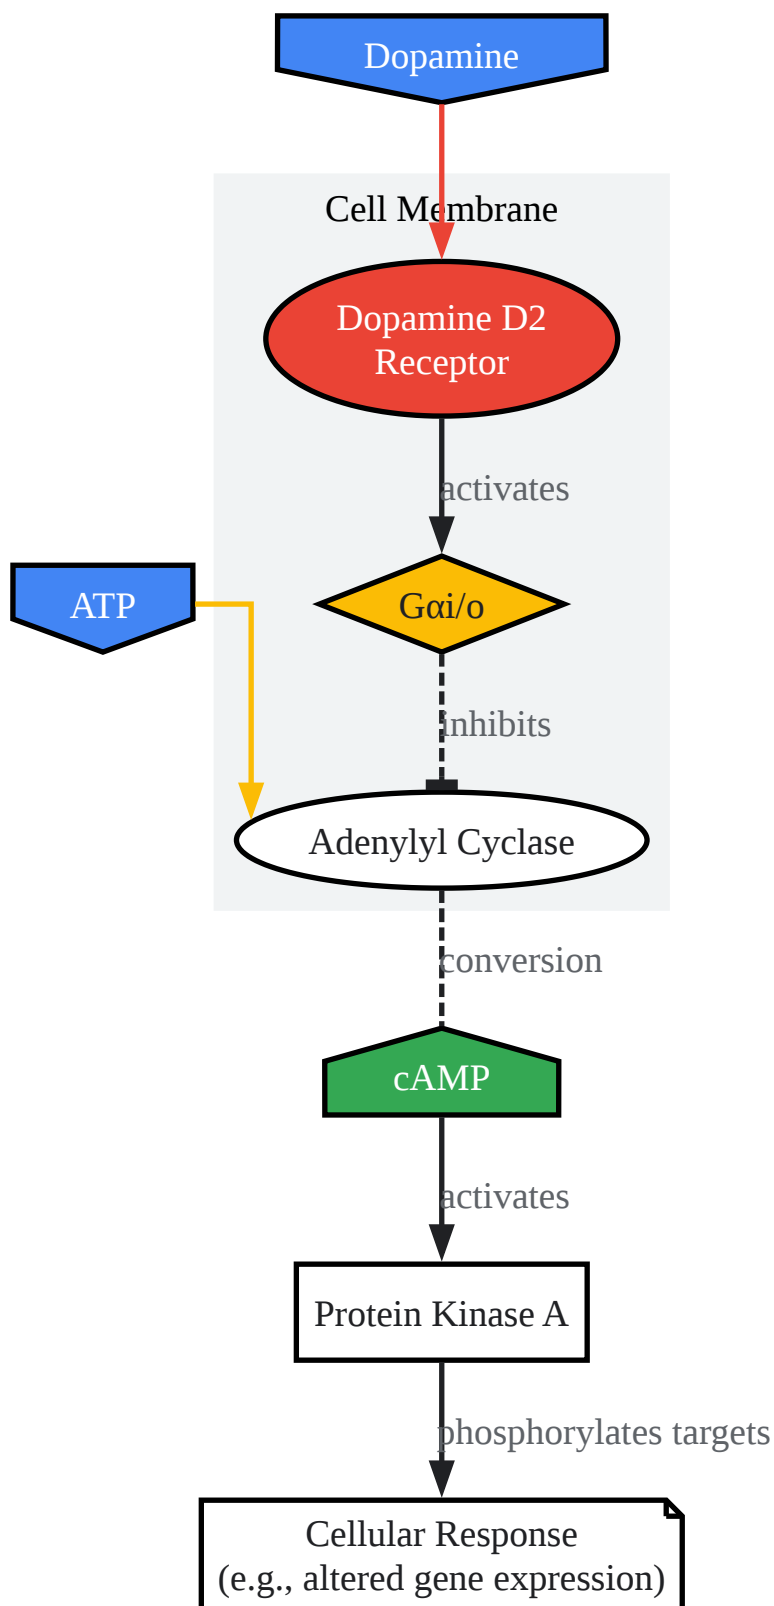 Dopamine
Cell Membrane
Dopamine D2
Receptor
activates
ATP
Gαi/o
inhibits
Adenylyl Cyclase
conversion
cAMP
activates
Protein Kinase A
phosphorylates targets
Cellular Response
(e.g., altered gene expression)